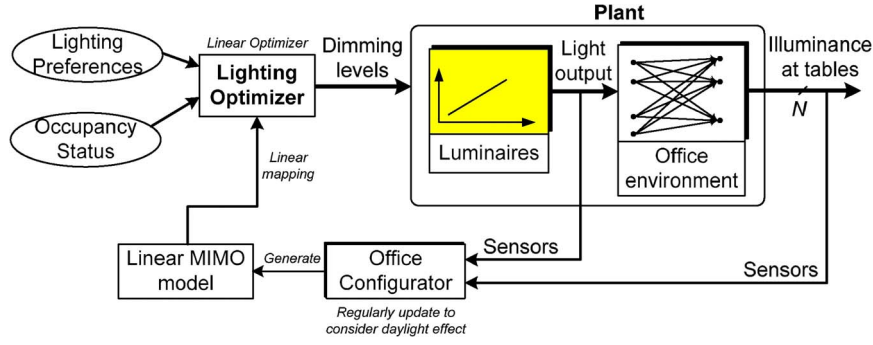 Plant
Lighting
Preferences
Linear Optimizer
Lighting
Optimizer
Dimming
levels
Light
output
Illuminance
at tables
N
Occupancy
Status
Luminaires
Office
environment
Linear
mapping
Linear MIMO
model
Generate
Office
Configurator
Sensors
Sensors
Regularly update to
consider daylight effect